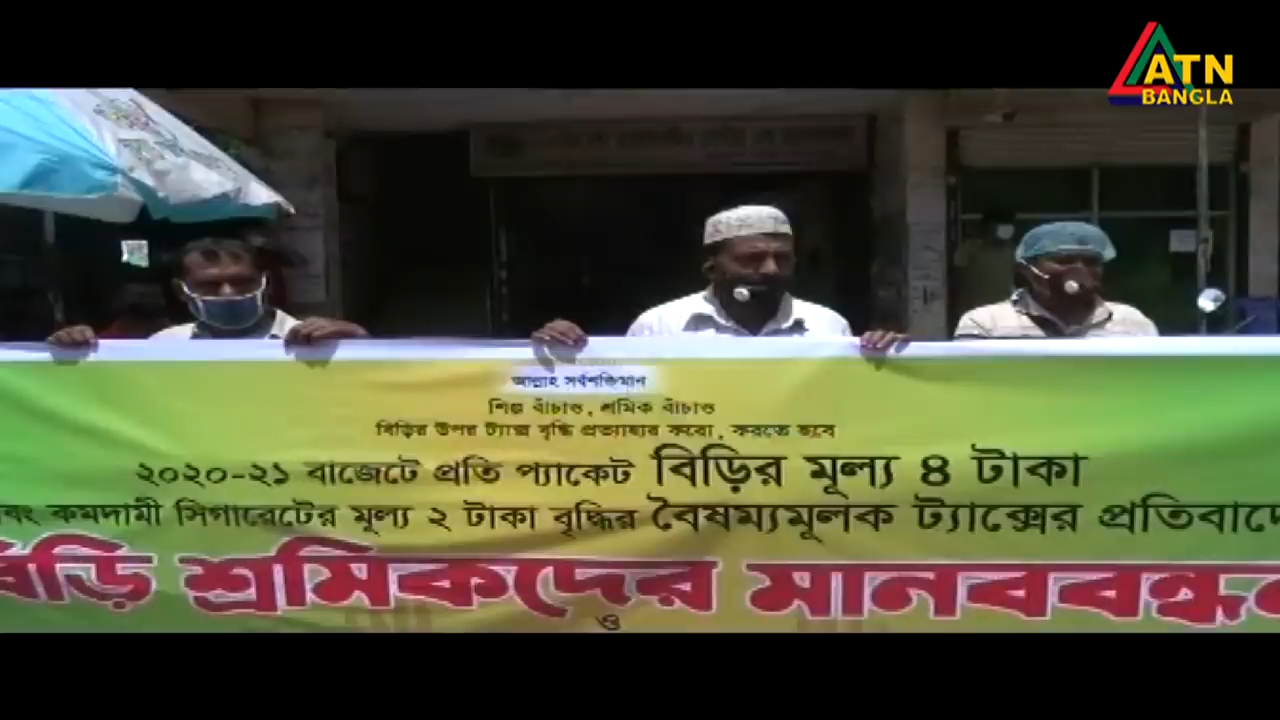 ATN
BANGLA
আল্লাহ সর্বশক্তিমান
শিল্প বাঁচাও, শ্রমিক বাঁচাও
বিড়ির উপর ট্যাক্স বৃদ্ধি প্রত্যাহার করো, করতে হবে
২০২০-২১ বাজেটে প্রতি প্যাকেট বিড়ির মূল্য ৪ টাকা
বং কমদামী সিগারেটের মূল্য ২ টাকা বৃদ্ধির বৈষম্যমূলক ট্যাক্সের প্রতিবাদে
বিড়ি শ্রমিকদের মানববন্ধন
ও